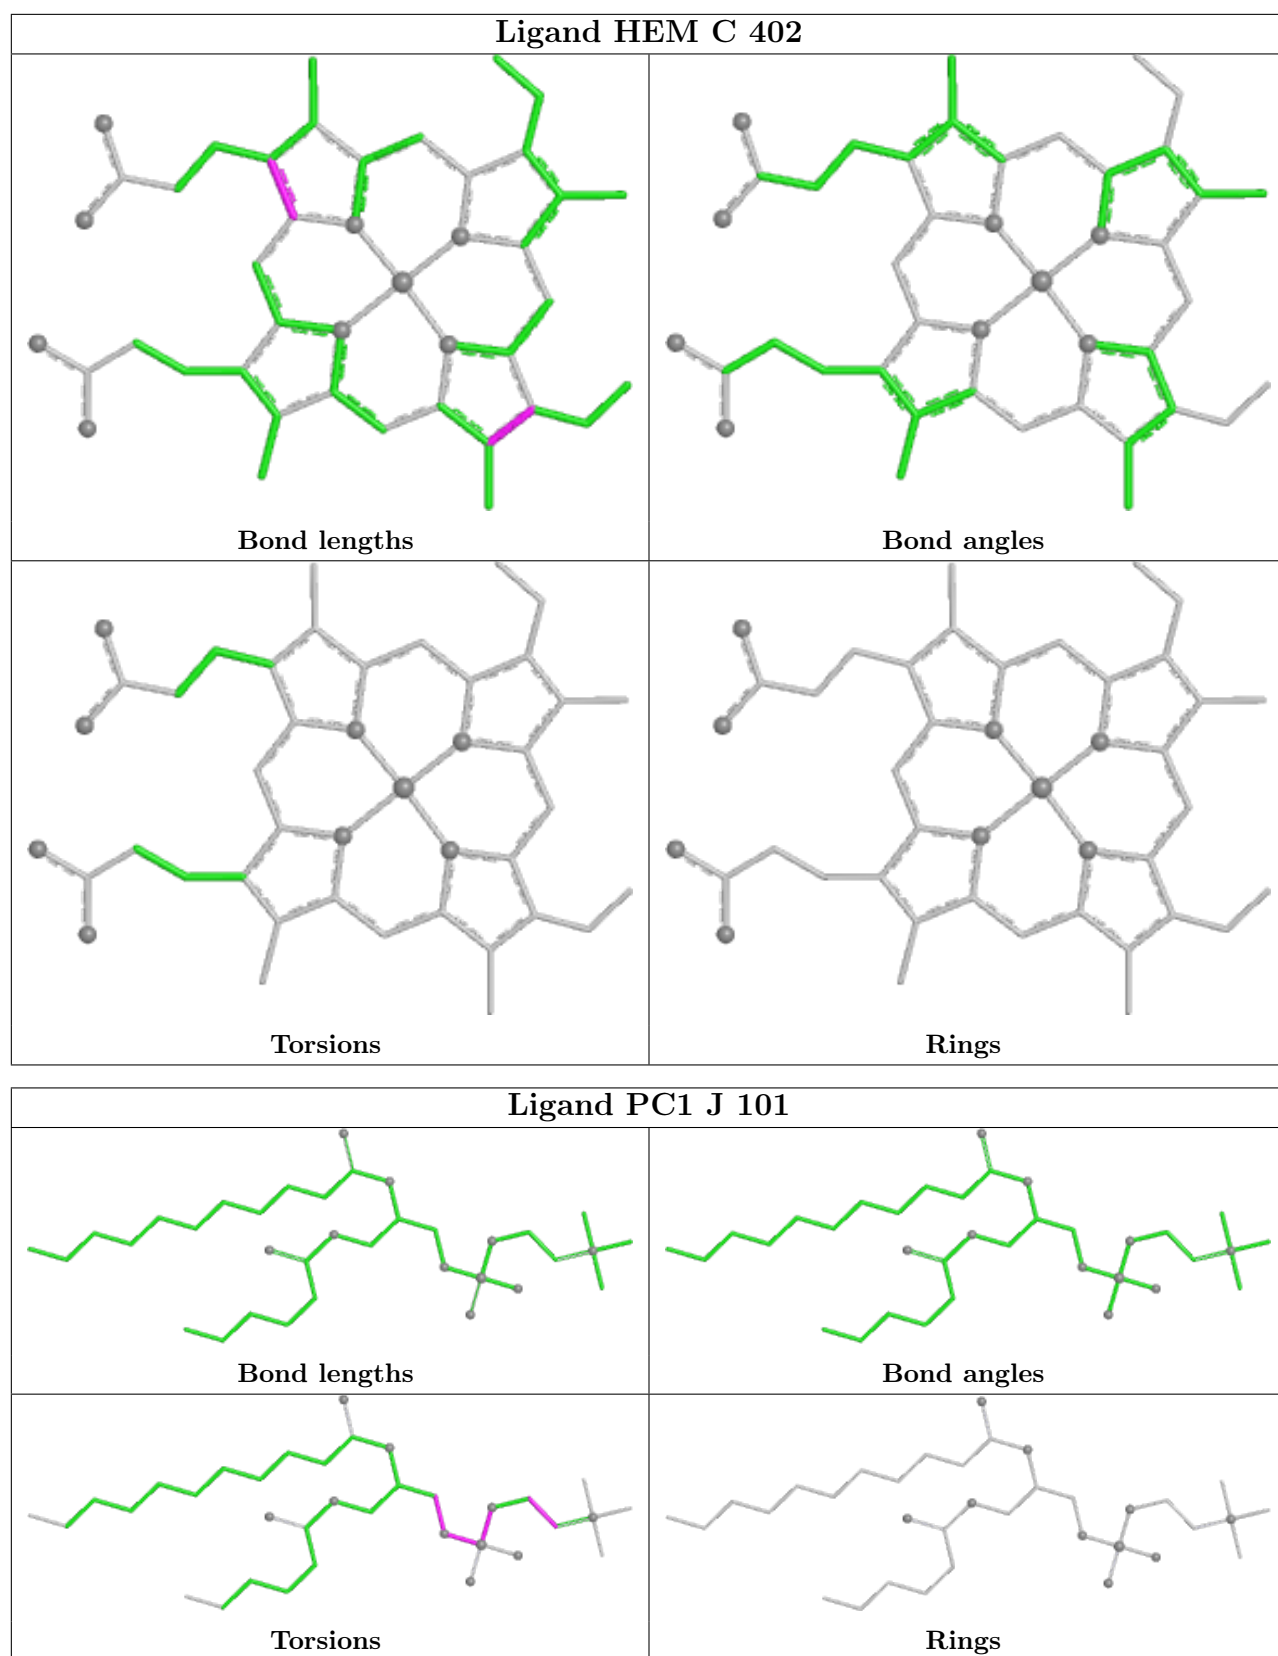 Ligand HEM C 402
Bond lengths
Bond angles
Torsions
Rings
Ligand PC1 J 101
Bond lengths
Bond angles
Torsions
Rings